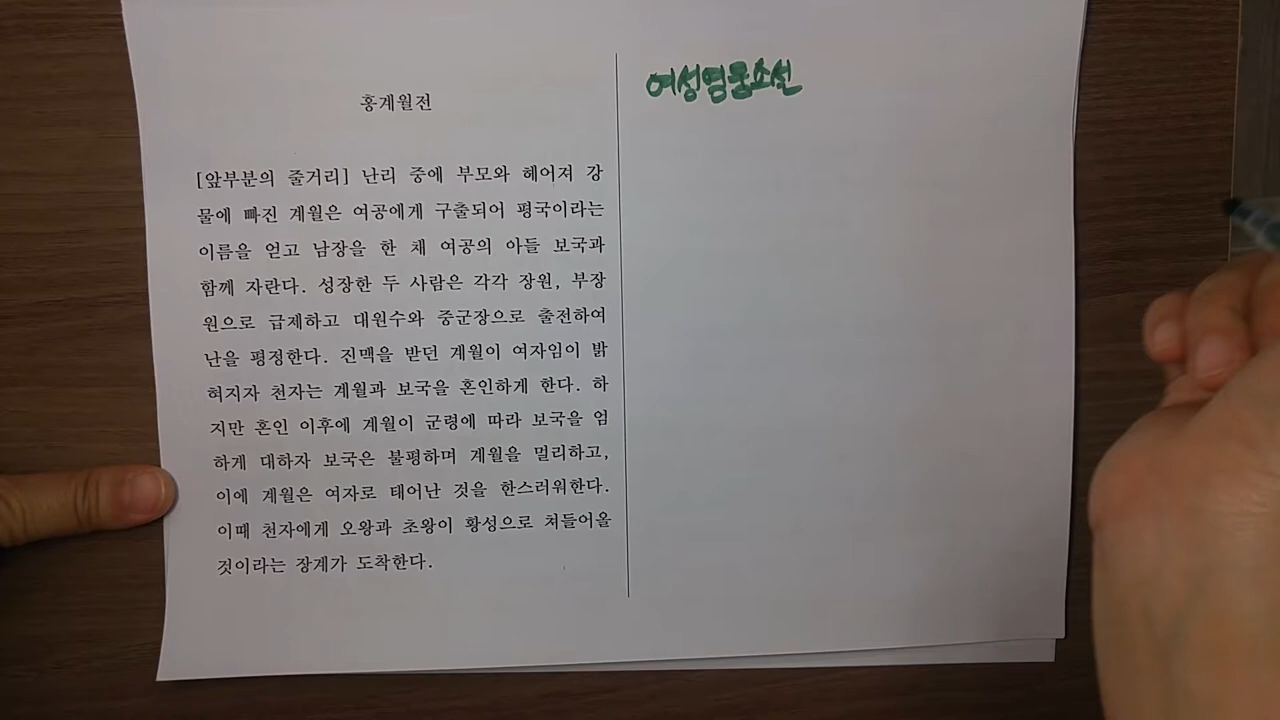 홍계월전
[앞부분의 줄거리] 난리 중에 부모와 헤어져 강
물에 빠진 계월은 여공에게 구출되어 평국이라는
이름을 얻고 남장을 한 채 여공의 아들 보국과
함께 자란다. 성장한 두 사람은 각각 장원, 부장
원으로 급제하고 대원수와 중군장으로 출전하여
난을 평정한다. 진맥을 받던 계월이 여자임이 밝
혀지자 천자는 계월과 보국을 혼인하게 한다. 하
지만 혼인 이후에 계월이 군령에 따라 보국을 엄
하게 대하자 보국은 불평하며 계월을 멀리하고,
이에 계월은 여자로 태어난 것을 한스러워한다.
이때 천자에게 오왕과 초왕이 황성으로 쳐들어올
것이라는 장계가 도착한다.
여성영웅소설